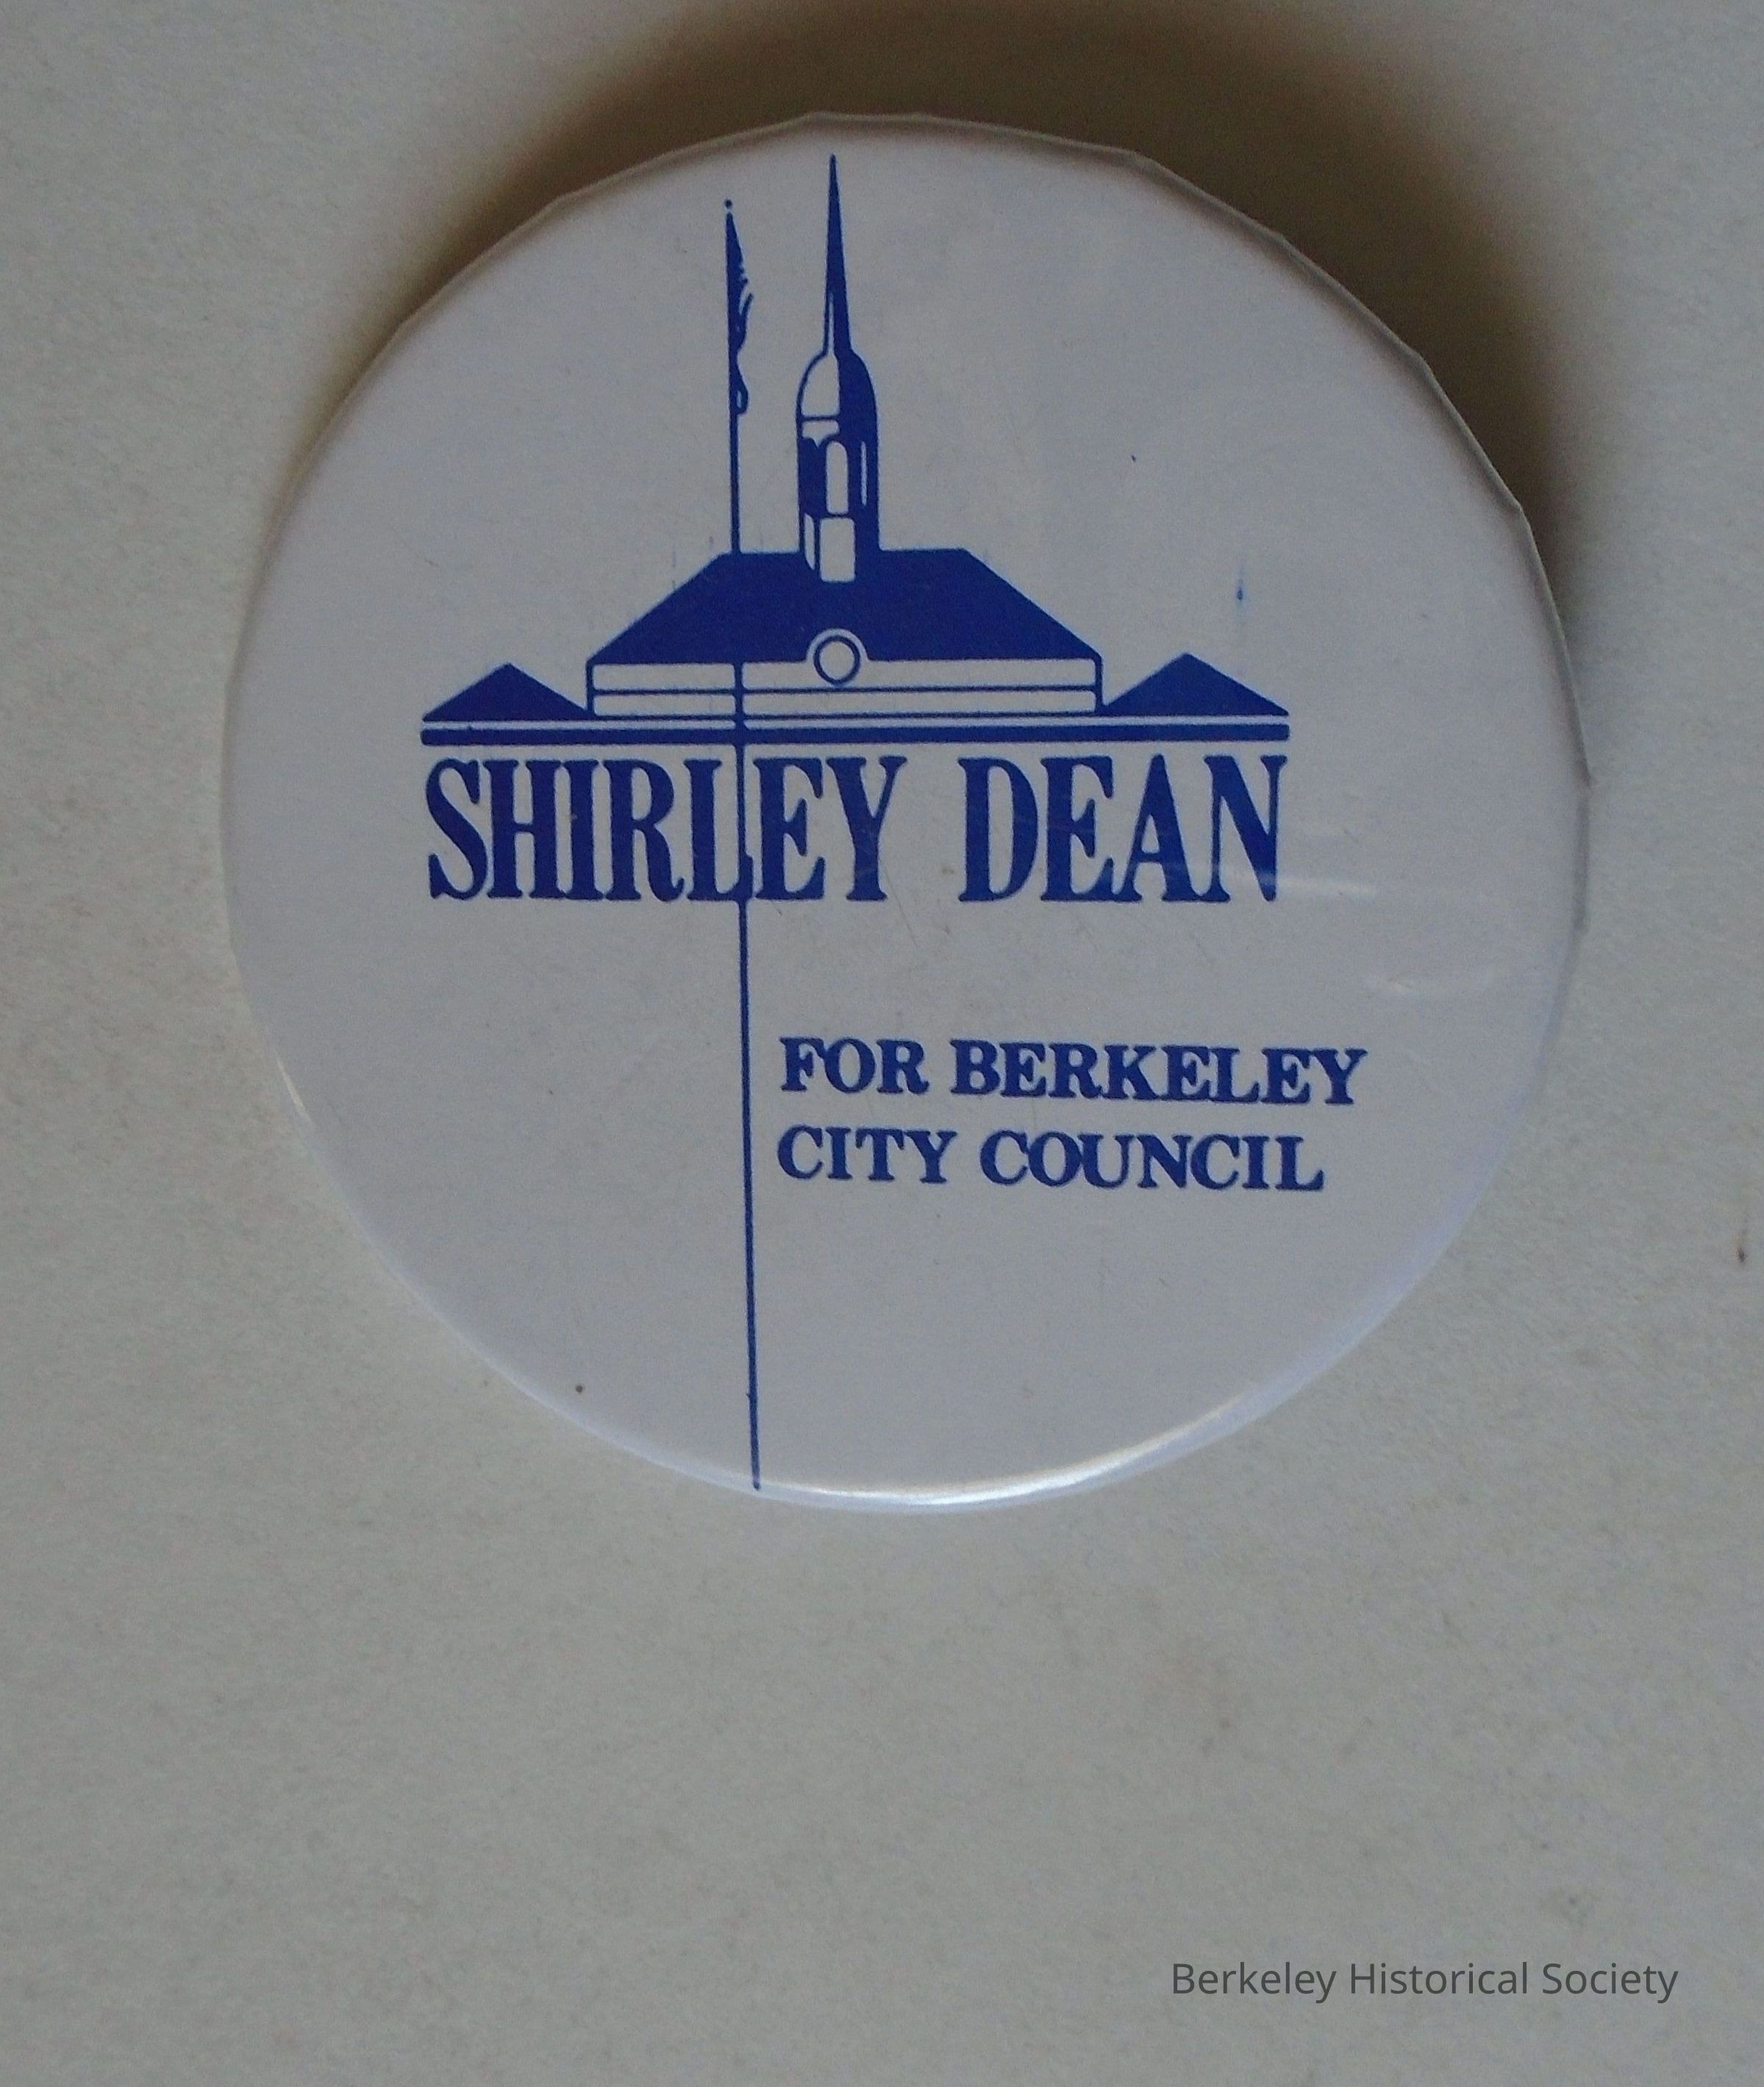 SHIRLEY DEAN
FOR BERKELEY
CITY COUNCIL
Berkeley Historical Society